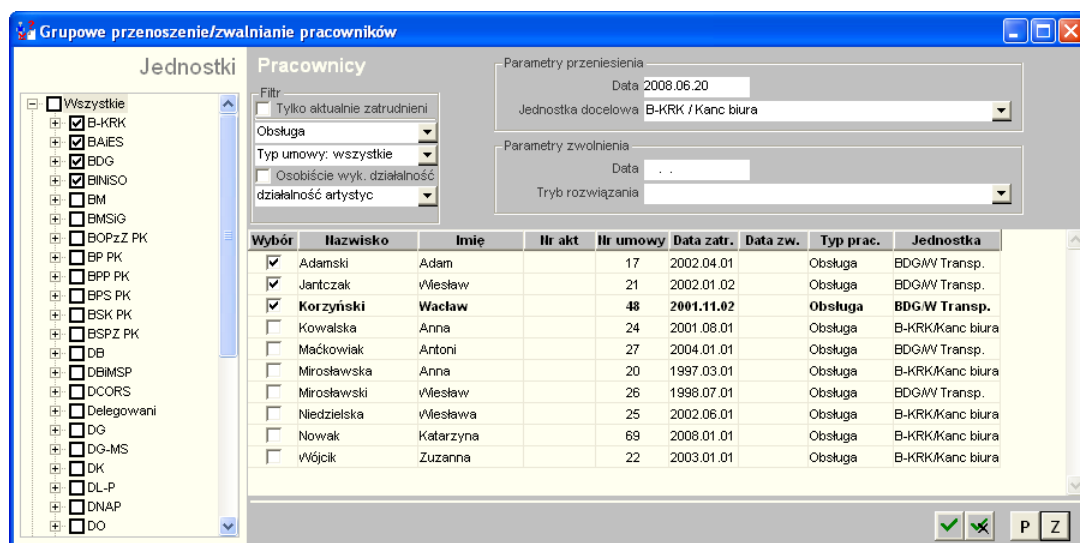 Grupowe przenoszenie/zwalnianie pracowników
Jednostki
Wszystkie
B-KRK
BAiES
BDG
BINiSO
BM
BMSiG
BOPzZ PK
BP PK
BPP PK
BPS PK
BSK PK
BSPZ PK
DB
DBiMSP
DCORS
Delegowani
DG
DG-MS
DK
DL-P
DNAP
DO
Pracownicy
Filtr
Tylko aktualnie zatrudnieni
Obsługa
Typ umowy: wszystkie
Osobiście wyk. działalność
działalność artystyc
Parametry przeniesienia
Data 2008.06.20
Jednostka docelowa B-KRK / Kanc biura
Parametry zwolnienia
Data . .
Tryb rozwiązania
Wybór Nazwisko Imię Nr akt Nr umowy Data zatr. Data zw. Typ prac. Jednostka
Adamski Adam 17 2002.04.01 Obsługa BDG/W Transp.
Jantczak Wiesław 21 2002.01.02 Obsługa BDG/W Transp.
Korzyński Wacław 48 2001.11.02 Obsługa BDG/W Transp.
Kowalska Anna 24 2001.08.01 Obsługa B-KRK/Kanc biura
Maćkowiak Antoni 27 2004.01.01 Obsługa BDG/W Transp.
Mirosławska Anna 20 1997.03.01 Obsługa B-KRK/Kanc biura
Mirosławski Wiesław 26 1998.07.01 Obsługa BDG/W Transp.
Niedzielska Wiesława 25 2002.06.01 Obsługa B-KRK/Kanc biura
Nowak Katarzyna 69 2008.01.01 Obsługa B-KRK/Kanc biura
Wójcik Zuzanna 22 2003.01.01 Obsługa B-KRK/Kanc biura
P Z